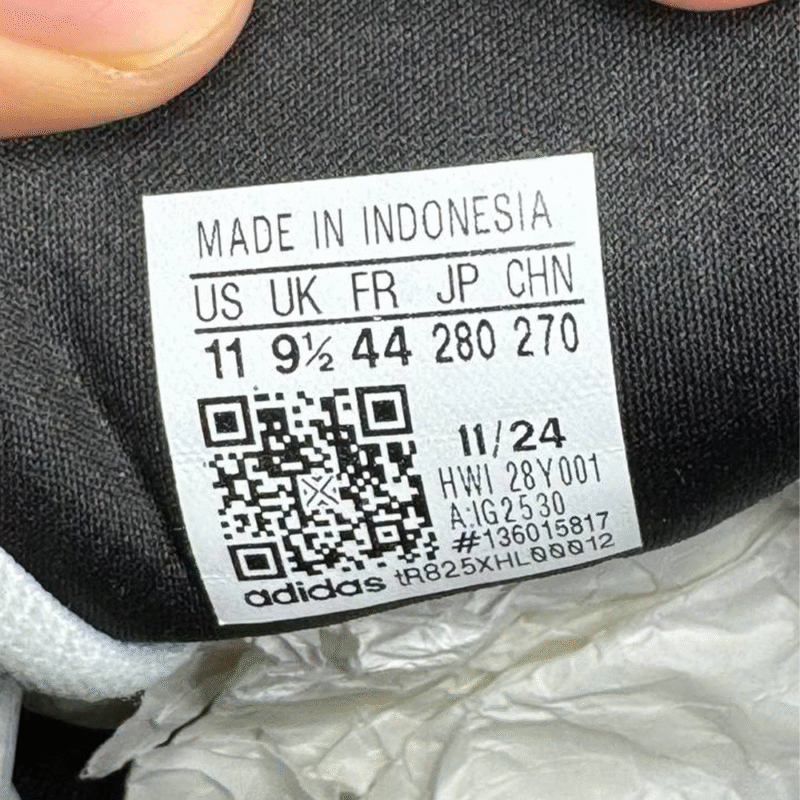 MADE IN INDONESIA
US UK FR JP CHN
11 9½ 44 280 270
11/24
HWI 28Y001
A:IG2530
#136015817
adidas tR825XHL00012